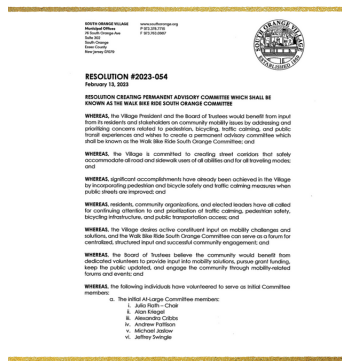 SOUTH ORANGE VILLAGE www.southorange.org
Municipal Offices P 973.378.7715
76 South Orange Ave F 973.763.0987
Suite 302
South Orange
Essex County
New Jersey 07079
RESOLUTION #2023-054
February 13, 2023
RESOLUTION CREATING PERMANENT ADVISORY COMMITTEE WHICH SHALL BE
KNOWN AS THE WALK BIKE RIDE SOUTH ORANGE COMMITTEE
WHEREAS, the Village President and the Board of Trustees would benefit from input
from its residents and stakeholders on community mobility issues by addressing and
prioritizing concerns related to pedestrian, bicycling, traffic calming, and public
transit experiences and wishes to create a permanent advisory committee which
shall be known as the Walk Bike Ride South Orange Committee; and
WHEREAS, the Village is committed to creating street corridors that safely
accommodate all road and sidewalk users of all abilities and for all traveling modes;
and
WHEREAS, significant accomplishments have already been achieved in the Village
by incorporating pedestrian and bicycle safety and traffic calming measures when
public streets are improved; and
WHEREAS, residents, community organizations, and elected leaders have all called
for continuing attention to and prioritization of traffic calming, pedestrian safety,
bicycling infrastructure, and public transportation access; and
WHEREAS, the Village desires active constituent input on mobility challenges and
solutions, and the Walk Bike Ride South Orange Committee can serve as a forum for
centralized, structured input and successful community engagement; and
WHEREAS, the Board of Trustees believe the community would benefit from
dedicated volunteers to provide input into mobility solutions, pursue grant funding,
keep the public updated, and engage the community through mobility-related
forums and events; and
WHEREAS, the following individuals have volunteered to serve as Initial Committee
members:
a. The initial At-Large Committee members:
i. Julia Flath – Chair
ii. Alan Kriegel
iii. Alexandra Cribbs
iv. Andrew Pattison
v. Michael Jaslow
vi. Jeffrey Swingle